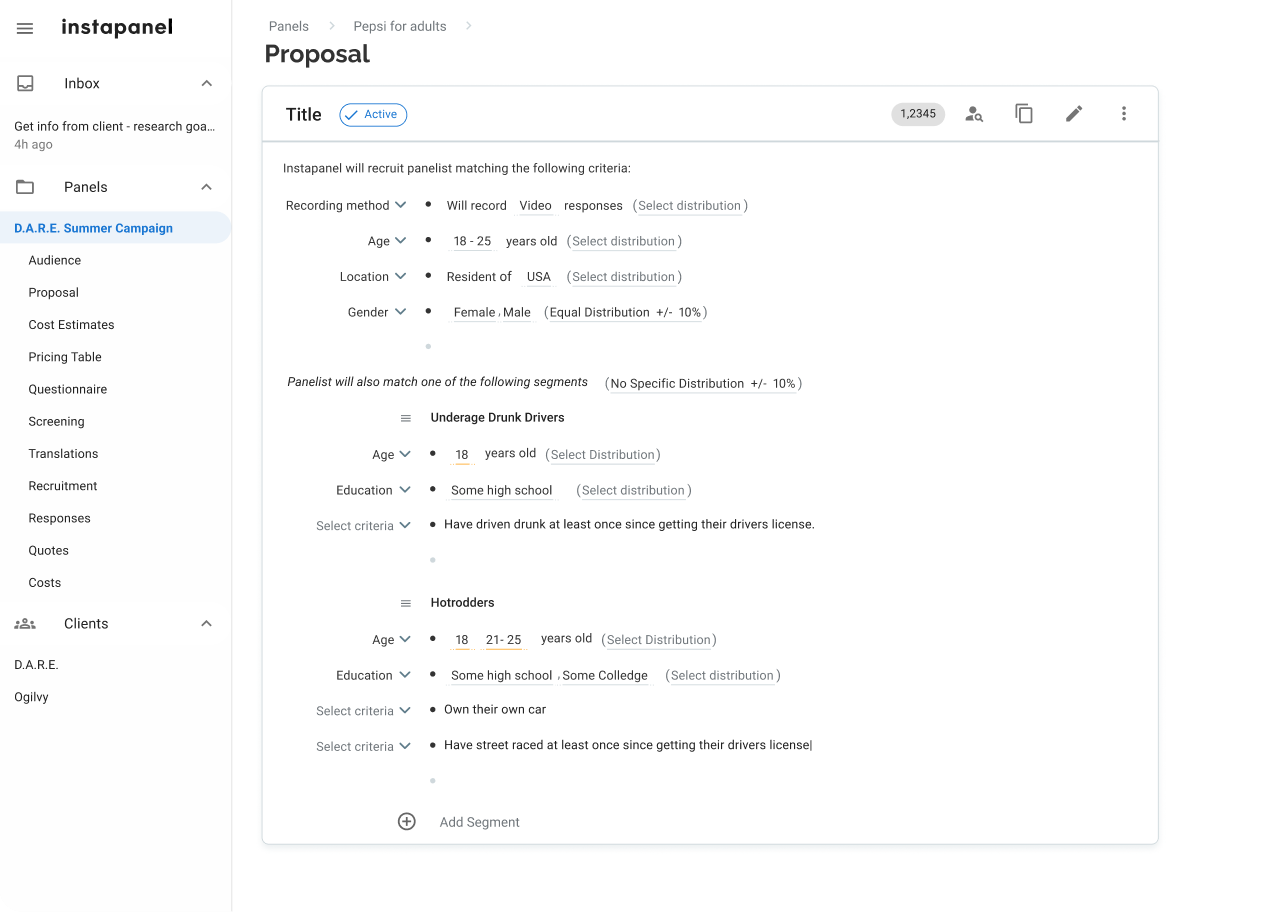 instapanel
Inbox
Get info from client - research goa...
4h ago
Panels
D.A.R.E. Summer Campaign
Audience
Proposal
Cost Estimates
Pricing Table
Questionnaire
Screening
Translations
Recruitment
Responses
Quotes
Costs
Clients
D.A.R.E.
Ogilvy
Panels Pepsi for adults
Proposal
Title Active 1,2345
Instapanel will recruit panelist matching the following criteria:
Recording method • Will record Video responses (Select distribution)
Age • 18 - 25 years old (Select distribution)
Location • Resident of USA (Select distribution)
Gender • Female, Male (Equal Distribution +/- 10%)
Panelist will also match one of the following segments (No Specific Distribution +/- 10%)
Underage Drunk Drivers
Age • 18 years old (Select Distribution)
Education • Some high school (Select distribution)
Select criteria • Have driven drunk at least once since getting their drivers license.
Hotrodders
Age • 18 21- 25 years old (Select Distribution)
Education • Some high school, Some Colledge (Select distribution)
Select criteria • Own their own car
Select criteria • Have street raced at least once since getting their drivers license
Add Segment